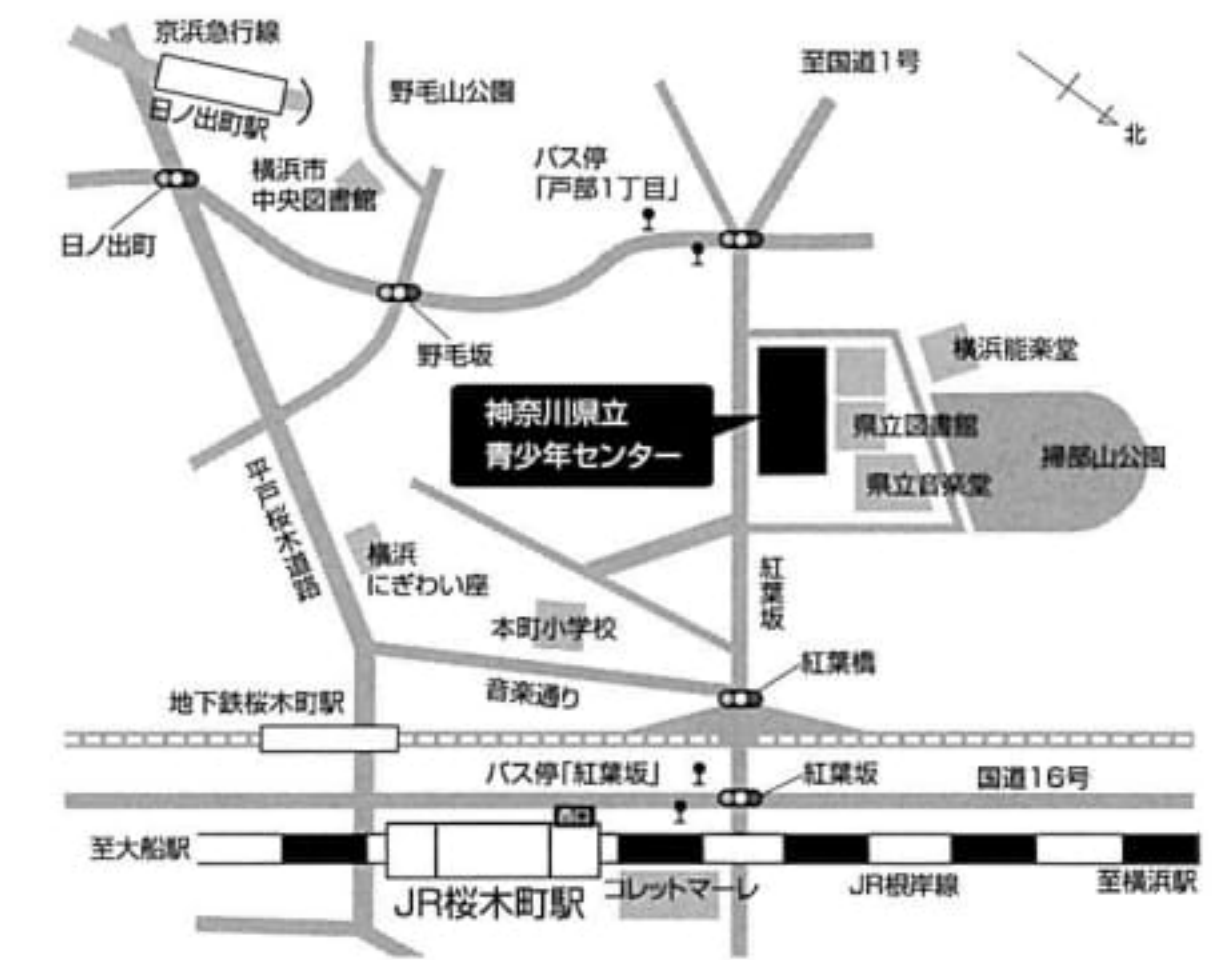 京浜急行線
日ノ出町駅
野毛山公園
至国道1号
北
横浜市
中央図書館
バス停
「戸部1丁目」
日ノ出町
野毛坂
横浜能楽堂
神奈川県立
青少年センター
県立図書館
掃部山公園
県立音楽堂
平戸桜木道路
横浜
にぎわい座
紅葉坂
本町小学校
紅葉橋
音楽通り
地下鉄桜木町駅
バス停「紅葉坂」
紅葉坂
国道16号
至大船駅
JR桜木町駅
コレットマーレ
JR根岸線
至横浜駅